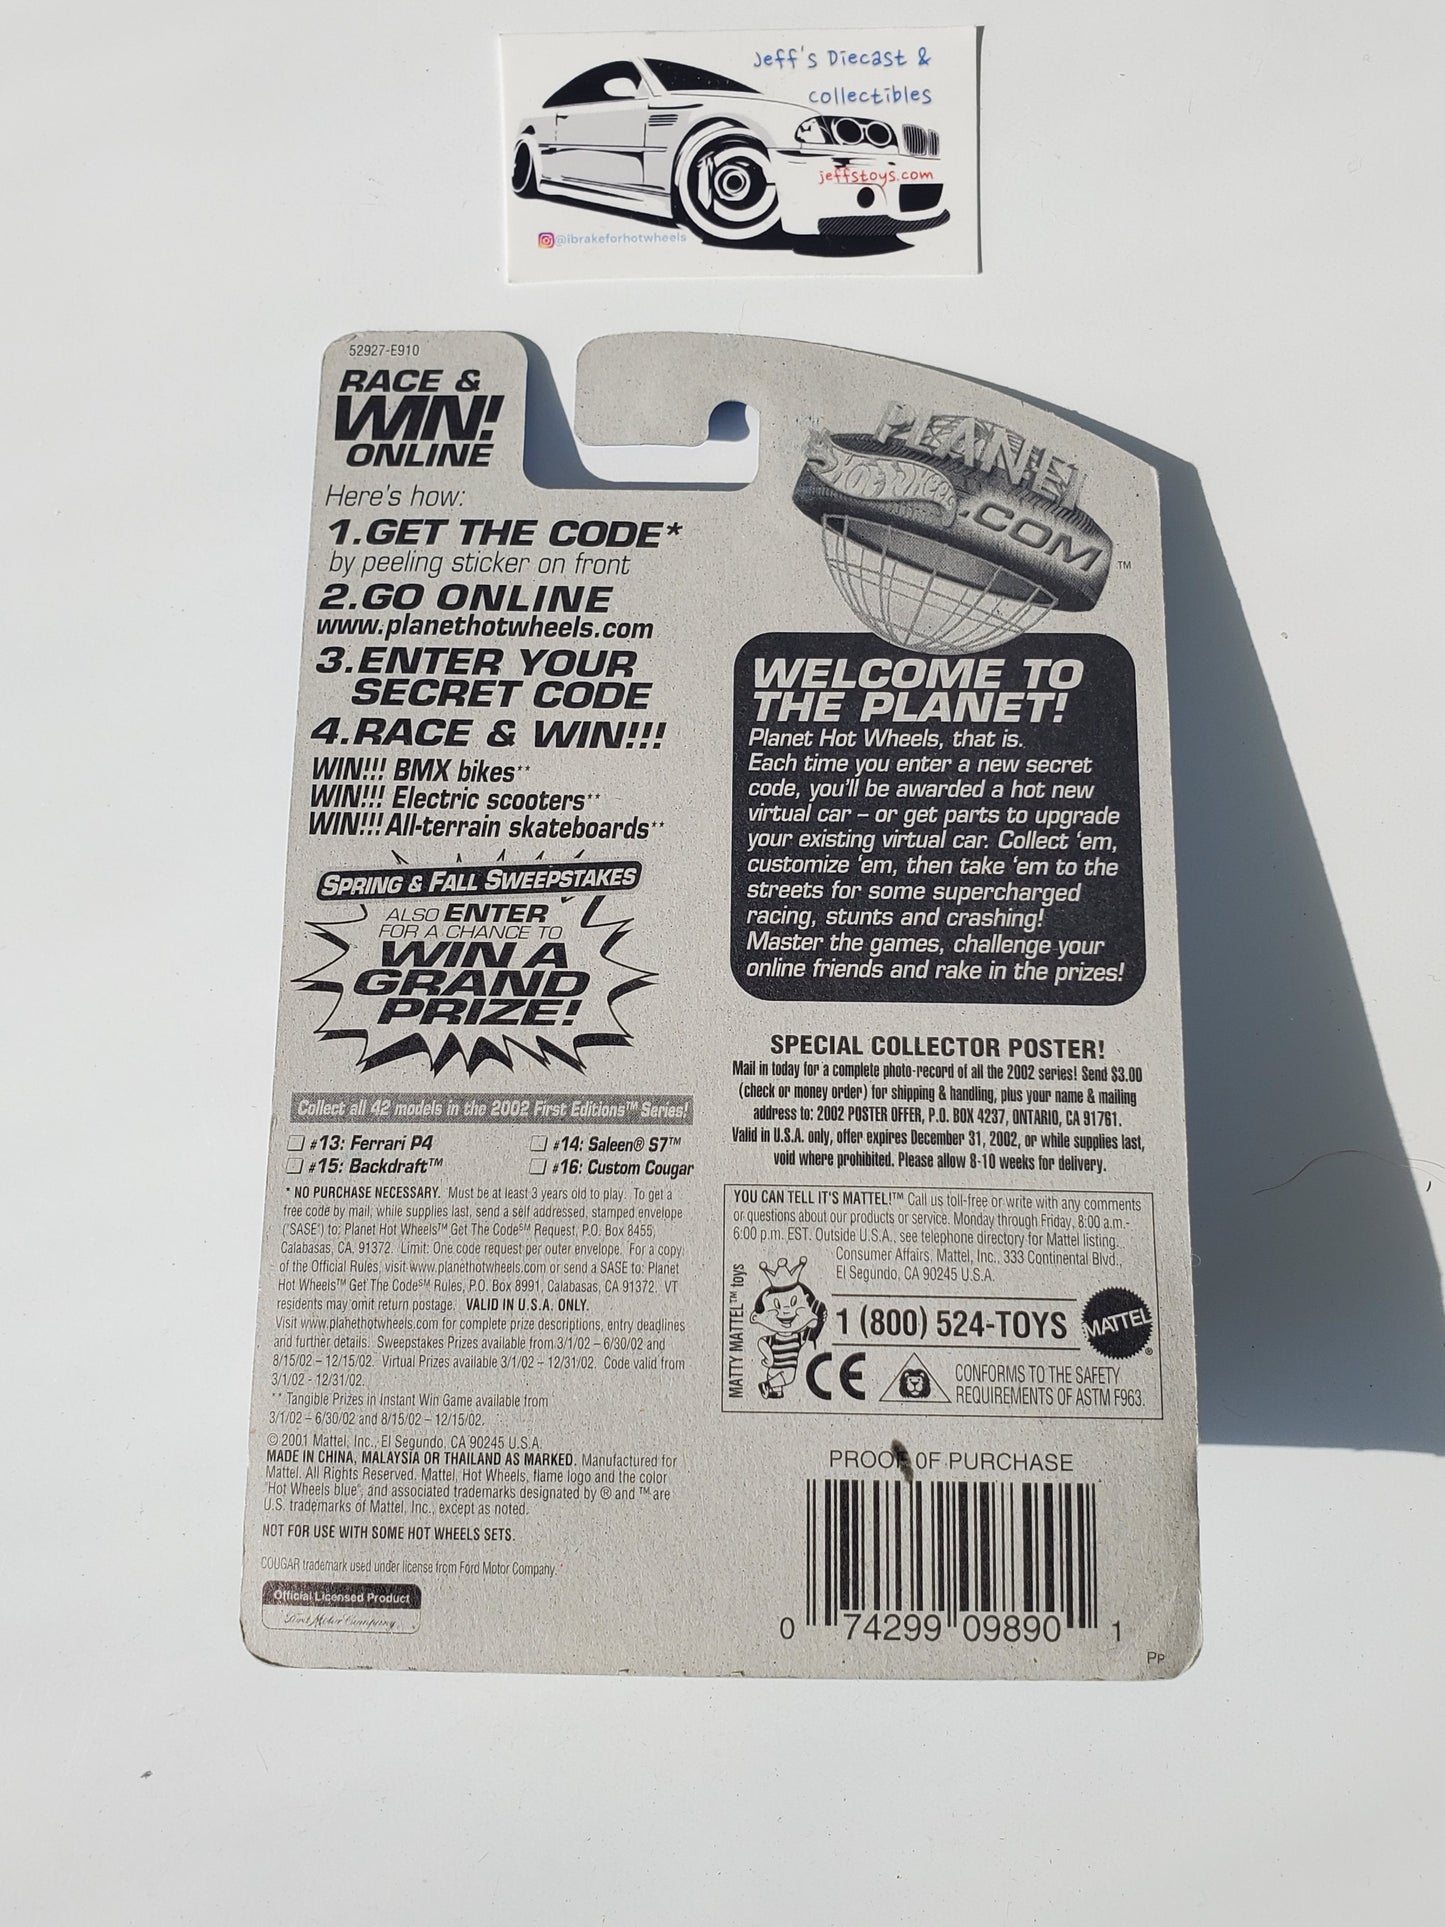 Jeff's Diecast &
collectibles
jeffstoys.com
@ibrakeforhotwheels
52927-E910
RACE &
WIN!
ONLINE
Here's how:
1.GET THE CODE*
by peeling sticker on front
2.GO ONLINE
www.planethotwheels.com
3.ENTER YOUR
SECRET CODE
4.RACE & WIN!!!
WIN!!! BMX bikes**
WIN!!! Electric scooters**
WIN!!! All-terrain skateboards**
SPRING & FALL SWEEPSTAKES
ALSO ENTER
FOR A CHANCE TO
WIN A
GRAND
PRIZE!
Collect all 42 models in the 2002 First Editions™ Series!
#13: Ferrari P4
#14: Saleen® S7™
#15: Backdraft™
#16: Custom Cougar
* NO PURCHASE NECESSARY. Must be at least 3 years old to play. To get a
free code by mail, while supplies last, send a self addressed, stamped envelope
("SASE") to: Planet Hot Wheels™ Get The Code℠ Request, P.O. Box 8455,
Calabasas, CA, 91372. Limit: One code request per outer envelope. For a copy
of the Official Rules, visit www.planethotwheels.com or send a SASE to: Planet
Hot Wheels™ Get The Code℠ Rules, P.O. Box 8991, Calabasas, CA 91372. VT
residents may omit return postage. VALID IN U.S.A. ONLY.
Visit www.planethotwheels.com for complete prize descriptions, entry deadlines
and further details. Sweepstakes Prizes available from 3/1/02 – 6/30/02 and
8/15/02 – 12/15/02. Virtual Prizes available 3/1/02 – 12/31/02. Code valid from
3/1/02 - 12/31/02.
** Tangible Prizes in Instant Win Game available from
3/1/02 – 6/30/02 and 8/15/02 – 12/15/02.
© 2001 Mattel, Inc., El Segundo, CA 90245 U.S.A.
MADE IN CHINA, MALAYSIA OR THAILAND AS MARKED. Manufactured for
Mattel. All Rights Reserved. Mattel, Hot Wheels, flame logo and the color
"Hot Wheels blue", and associated trademarks designated by ® and ™ are
U.S. trademarks of Mattel, Inc., except as noted.
NOT FOR USE WITH SOME HOT WHEELS SETS.
COUGAR trademark used under license from Ford Motor Company.
Official Licensed Product
Ford Motor Company
PLANET
HOT WHEELS
.COM
™
WELCOME TO
THE PLANET!
Planet Hot Wheels, that is.
Each time you enter a new secret
code, you'll be awarded a hot new
virtual car – or get parts to upgrade
your existing virtual car. Collect 'em,
customize 'em, then take 'em to the
streets for some supercharged
racing, stunts and crashing!
Master the games, challenge your
online friends and rake in the prizes!
SPECIAL COLLECTOR POSTER!
Mail in today for a complete photo-record of all the 2002 series! Send $3.00
(check or money order) for shipping & handling, plus your name & mailing
address to: 2002 POSTER OFFER, P.O. BOX 4237, ONTARIO, CA 91761.
Valid in U.S.A. only, offer expires December 31, 2002, or while supplies last,
void where prohibited. Please allow 8-10 weeks for delivery.
YOU CAN TELL IT'S MATTEL!™ Call us toll-free or write with any comments
or questions about our products or service. Monday through Friday, 8:00 a.m.-
6:00 p.m. EST. Outside U.S.A., see telephone directory for Mattel listing.
Consumer Affairs, Mattel, Inc., 333 Continental Blvd.,
El Segundo, CA 90245 U.S.A.
MATTY MATTEL™ toys
1 (800) 524-TOYS
MATTEL®
CE
CONFORMS TO THE SAFETY
REQUIREMENTS OF ASTM F963.
PROOF OF PURCHASE
0 74299 09890 1
PP